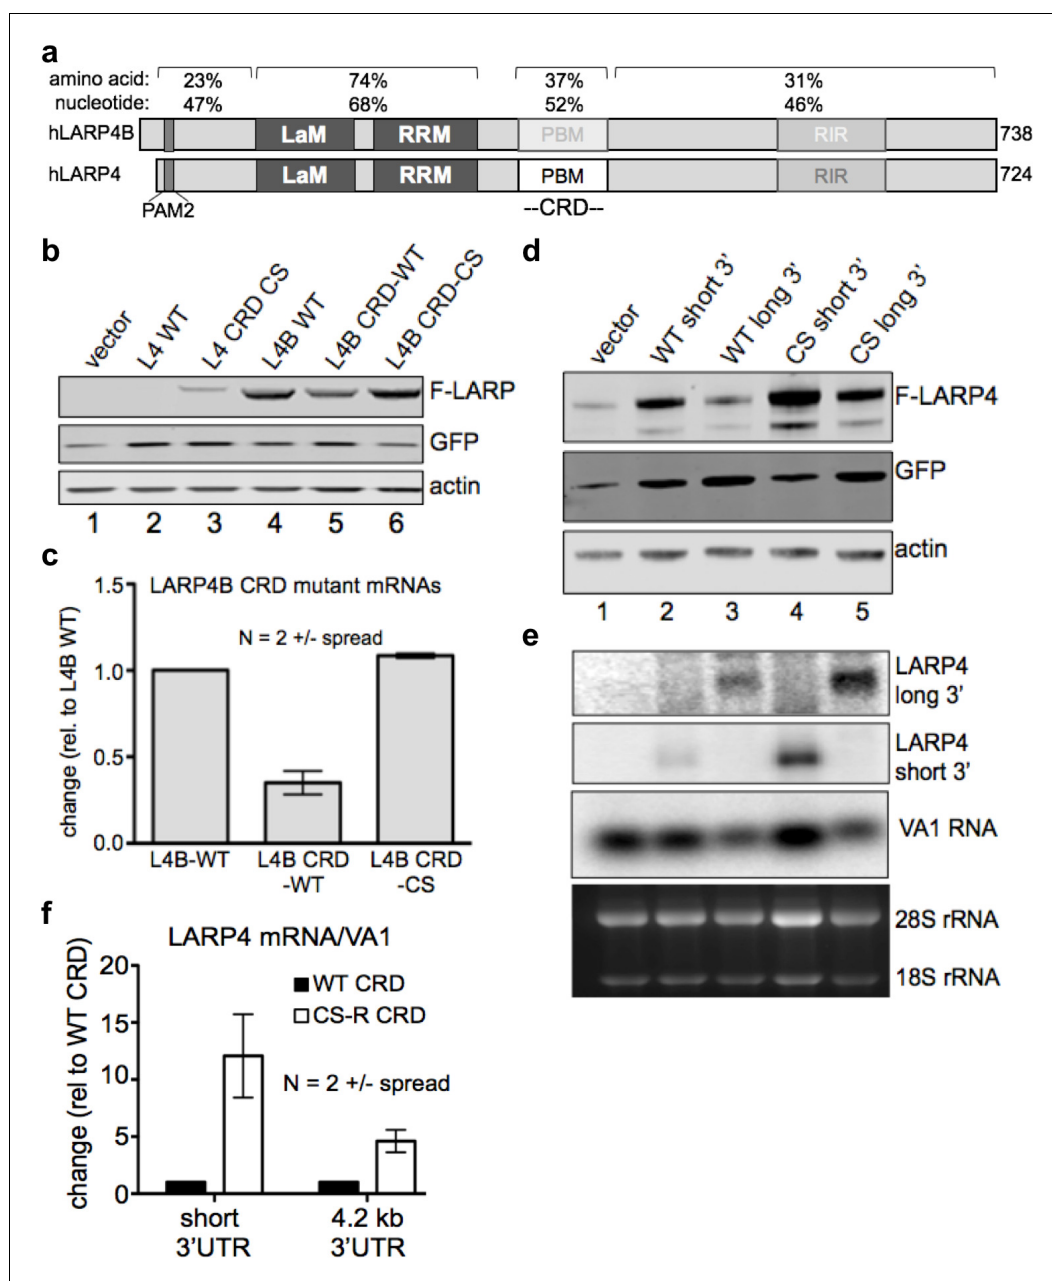 a
amino acid: 23% 74% 37% 31%
nucleotide: 47% 68% 52% 46%
hLARP4B LaM RRM PBM RIR 738
hLARP4 LaM RRM PBM RIR 724
PAM2 --CRD--
b
vector
L4 WT
L4 CRD CS
L4B WT
L4B CRD-WT
L4B CRD-CS
F-LARP
GFP
actin
1 2 3 4 5 6
c
LARP4B CRD mutant mRNAs
N = 2 +/- spread
change (rel. to L4B WT)
1.5
1.0
0.5
0.0
L4B-WT
L4B CRD
-WT
L4B CRD
-CS
d
vector
WT short 3’
WT long 3’
CS short 3’
CS long 3’
F-LARP4
GFP
actin
1 2 3 4 5
e
LARP4
long 3’
LARP4
short 3’
VA1 RNA
28S rRNA
18S rRNA
f
LARP4 mRNA/VA1
WT CRD
CS-R CRD
N = 2 +/- spread
change (rel to WT CRD)
20
15
10
5
0
short
3’UTR
4.2 kb
3’UTR